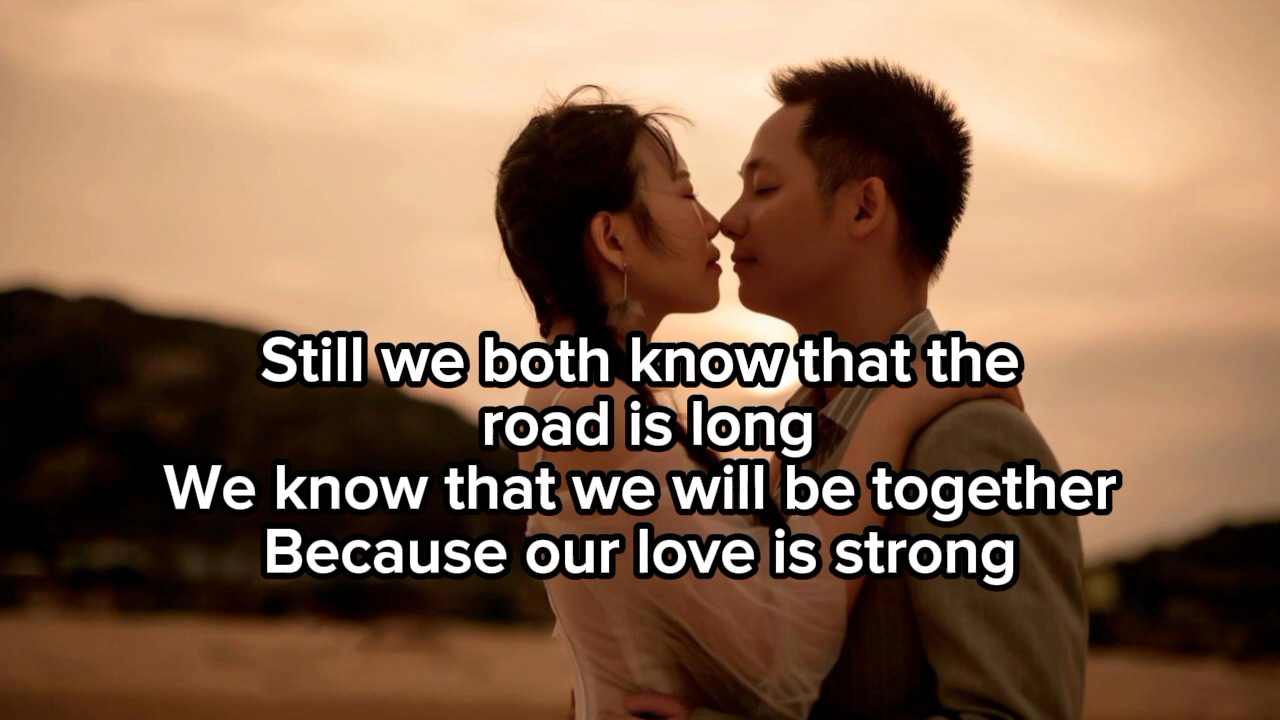 Still we both know that the
road is long
We know that we will be together
Because our love is strong